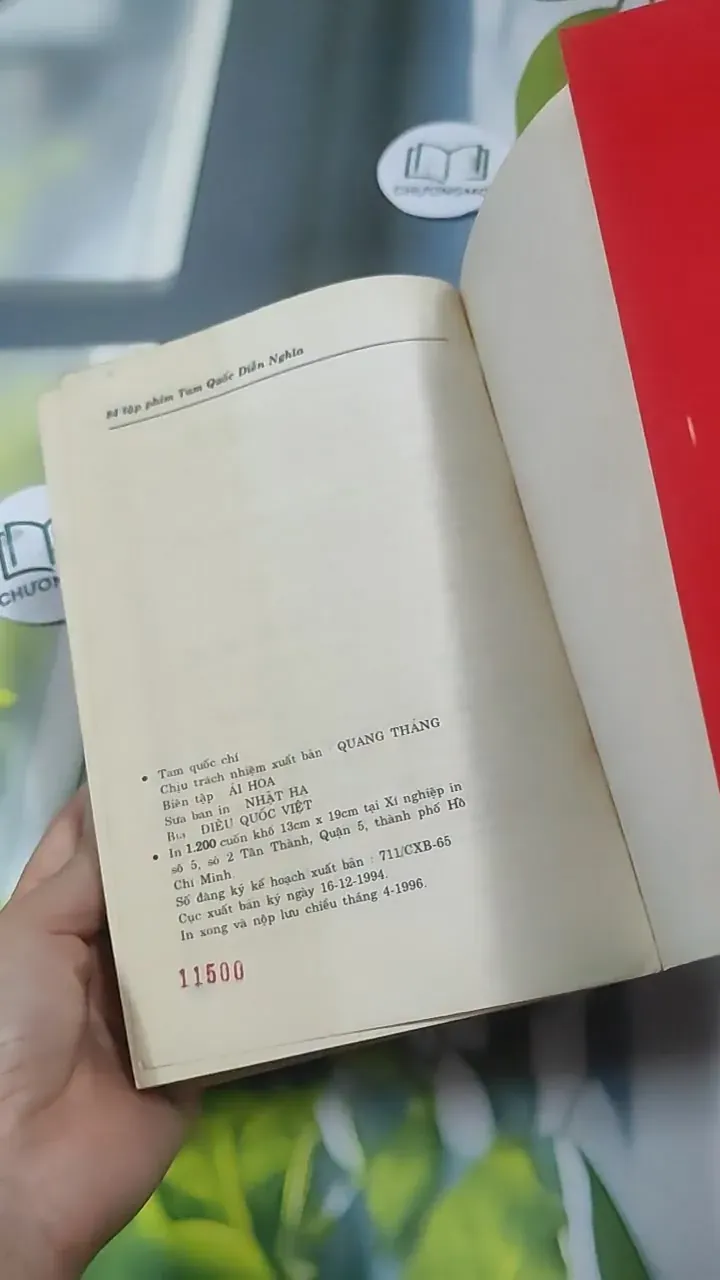 CHƯƠNGMỚ
84 tập phim Tam Quốc Diễn Nghĩa
CHƯƠN
• Tam quốc chí
Chịu trách nhiệm xuất bản QUANG THẮNG
Biên tập ÁI HOA
Sửa bản in NHẬT HẠ
Bìa DIỆU QUỐC VIỆT
• In 1.200 cuốn khổ 13cm x 19cm tại Xí nghiệp in
số 5, số 2 Tân Thành, Quận 5, thành phố Hồ
Chí Minh.
Số đăng ký kế hoạch xuất bản : 711/CXB-65
Cục xuất bản ký ngày 16-12-1994.
In xong và nộp lưu chiểu tháng 4-1996.
11500